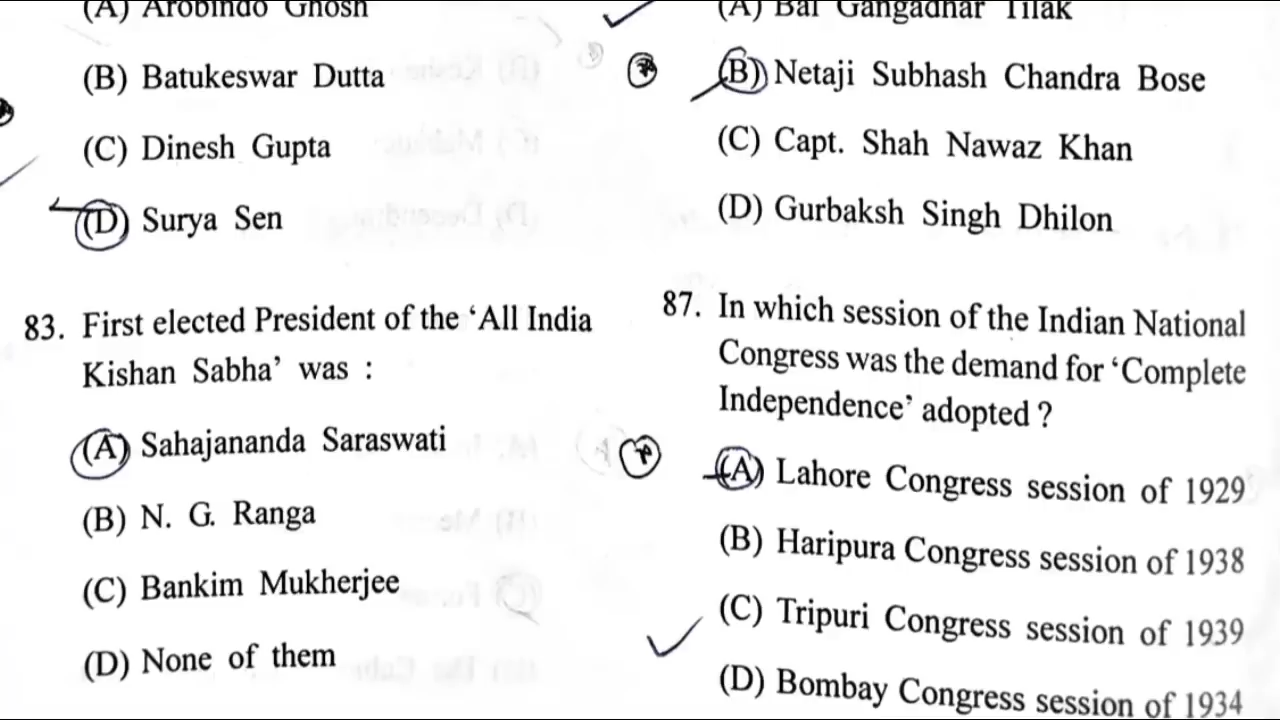 (A) Arobindo Ghosh
(B) Batukeswar Dutta
(C) Dinesh Gupta
(D) Surya Sen
83. First elected President of the ‘All India
Kishan Sabha’ was :
(A) Sahajananda Saraswati
(B) N. G. Ranga
(C) Bankim Mukherjee
(D) None of them
(A) Bal Gangadhar Tilak
(B) Netaji Subhash Chandra Bose
(C) Capt. Shah Nawaz Khan
(D) Gurbaksh Singh Dhilon
87. In which session of the Indian National
Congress was the demand for ‘Complete
Independence’ adopted ?
(A) Lahore Congress session of 1929
(B) Haripura Congress session of 1938
(C) Tripuri Congress session of 1939
(D) Bombay Congress session of 1934